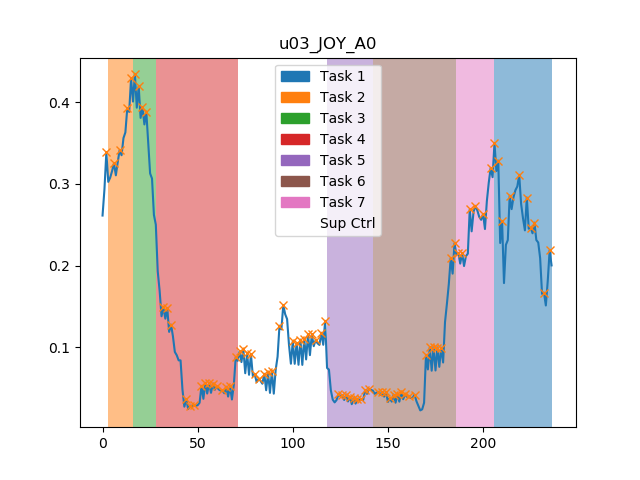 u03_JOY_A0
Task 1
Task 2
Task 3
Task 4
Task 5
Task 6
Task 7
Sup Ctrl
0.4
0.3
0.2
0.1
0 50 100 150 200